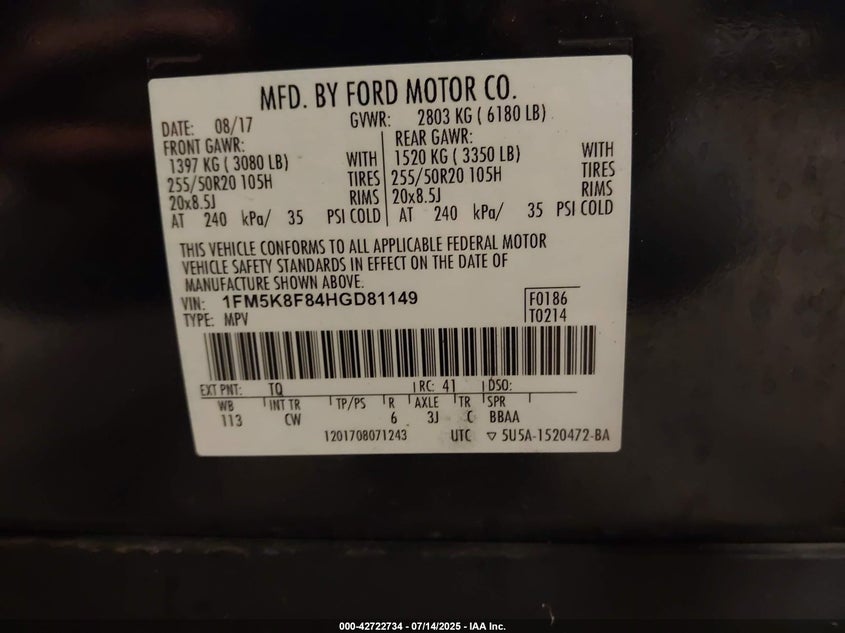 MFD. BY FORD MOTOR CO.
DATE: 08/17 GVWR: 2803 KG ( 6180 LB)
FRONT GAWR: REAR GAWR:
1397 KG ( 3080 LB) WITH 1520 KG ( 3350 LB) WITH
255/50R20 105H TIRES 255/50R20 105H TIRES
20x8.5J RIMS 20x8.5J RIMS
AT 240 kPa/ 35 PSI COLD AT 240 kPa/ 35 PSI COLD
THIS VEHICLE CONFORMS TO ALL APPLICABLE FEDERAL MOTOR
VEHICLE SAFETY STANDARDS IN EFFECT ON THE DATE OF
MANUFACTURE SHOWN ABOVE.
VIN: 1FM5K8F84HGD81149 F0186
TYPE: MPV T0214
EXT PNT: TQ RC: 41 DSO:
WB INT TR TP/PS R AXLE TR SPR
113 CW 6 3J C BBAA
1201708071243 UTC ▽ 5U5A-1520472-BA
000-42722734 - 07/14/2025 - IAA Inc.